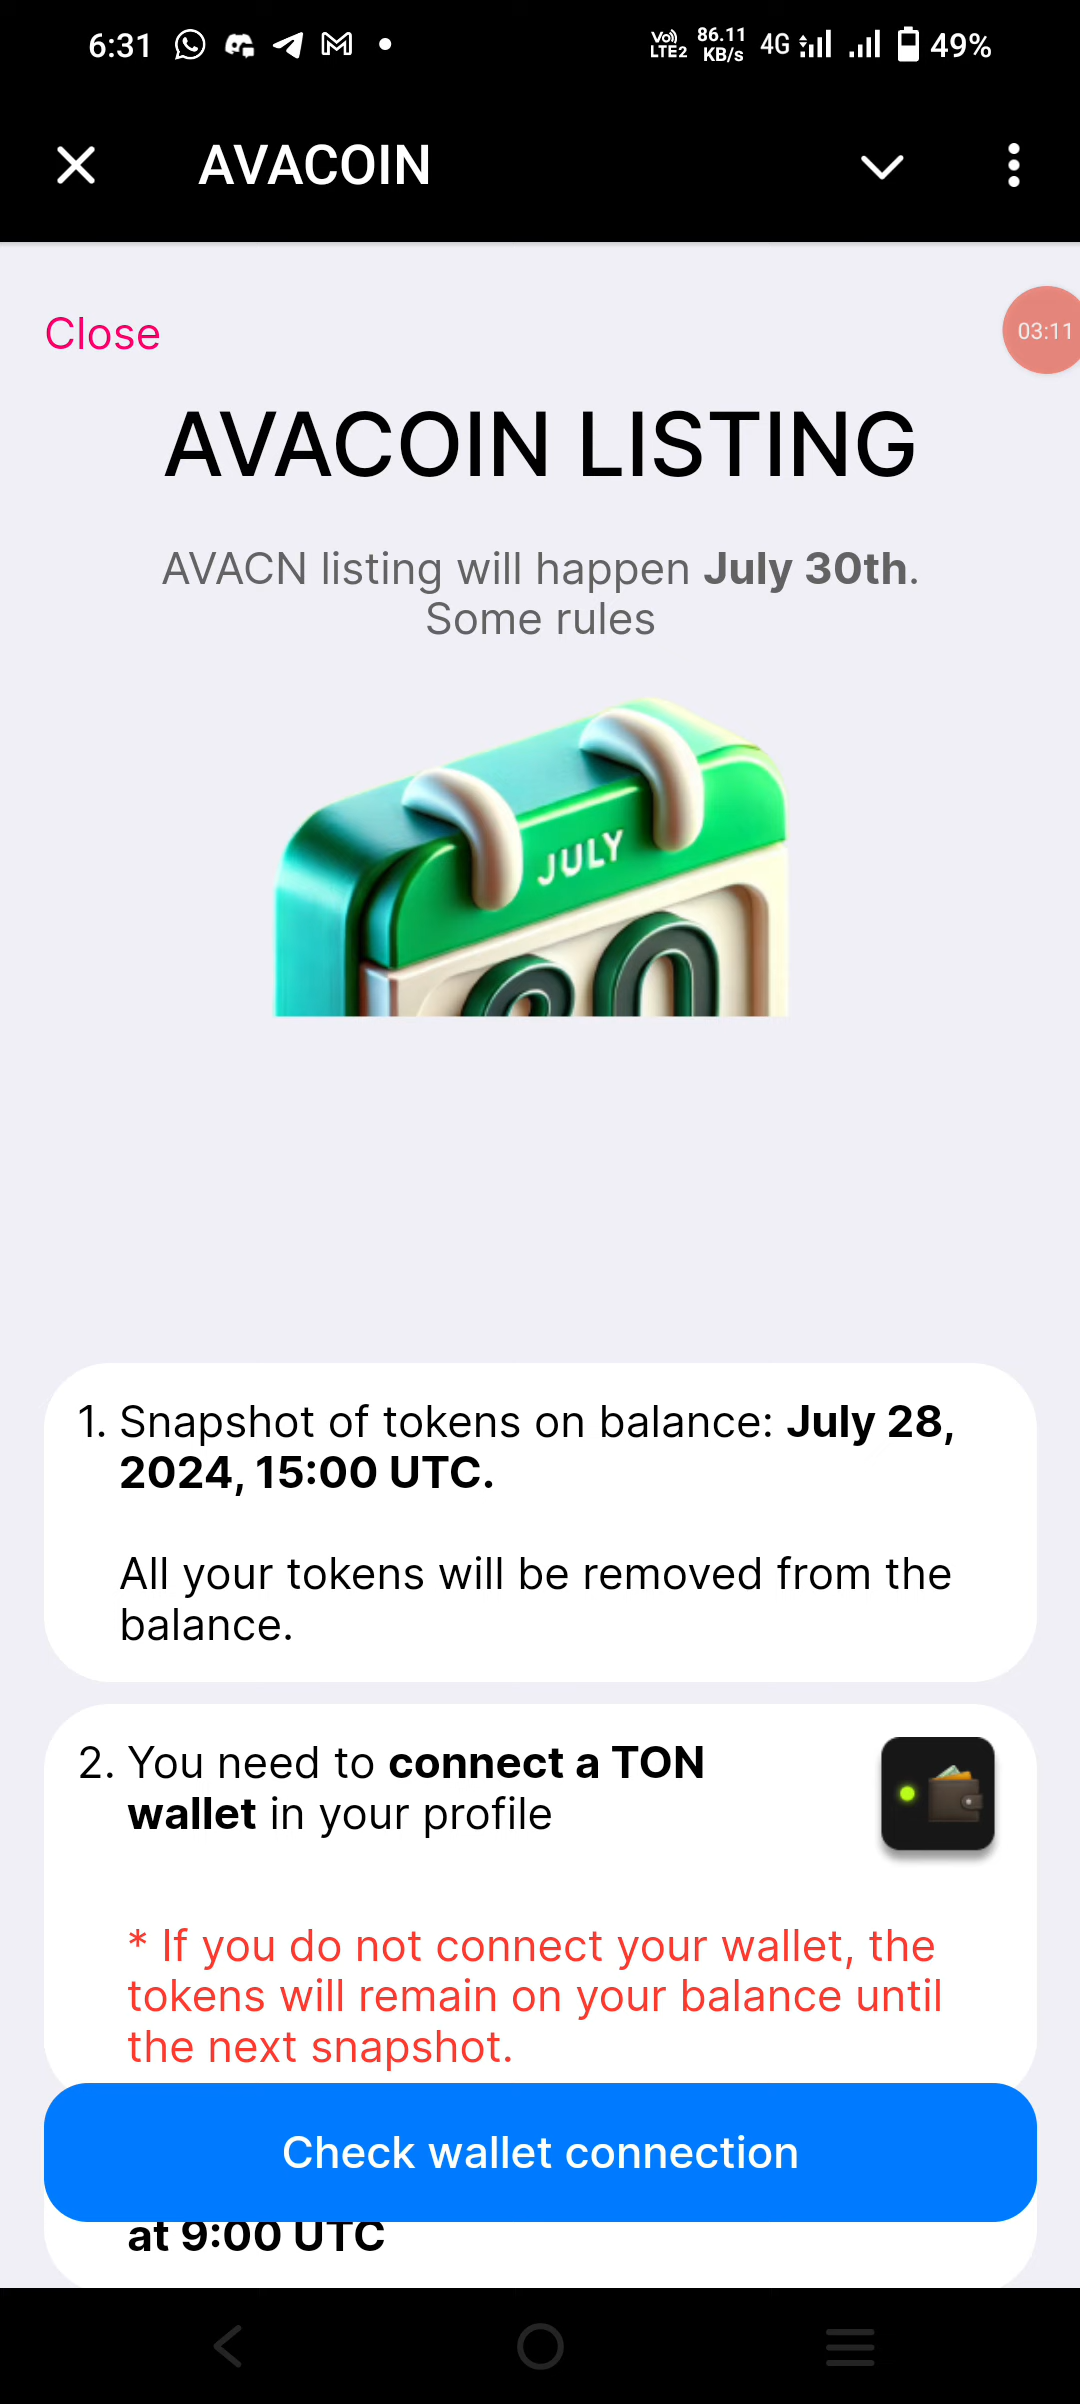 6:31
Vo))
LTE2
86.11
KB/s
4G
49%
AVACOIN
Close
03:11
AVACOIN LISTING
AVACN listing will happen July 30th.
Some rules
JULY
1. Snapshot of tokens on balance: July 28,
2024, 15:00 UTC.
All your tokens will be removed from the
balance.
2. You need to connect a TON
wallet in your profile
* If you do not connect your wallet, the
tokens will remain on your balance until
the next snapshot.
Check wallet connection
at 9:00 UTC